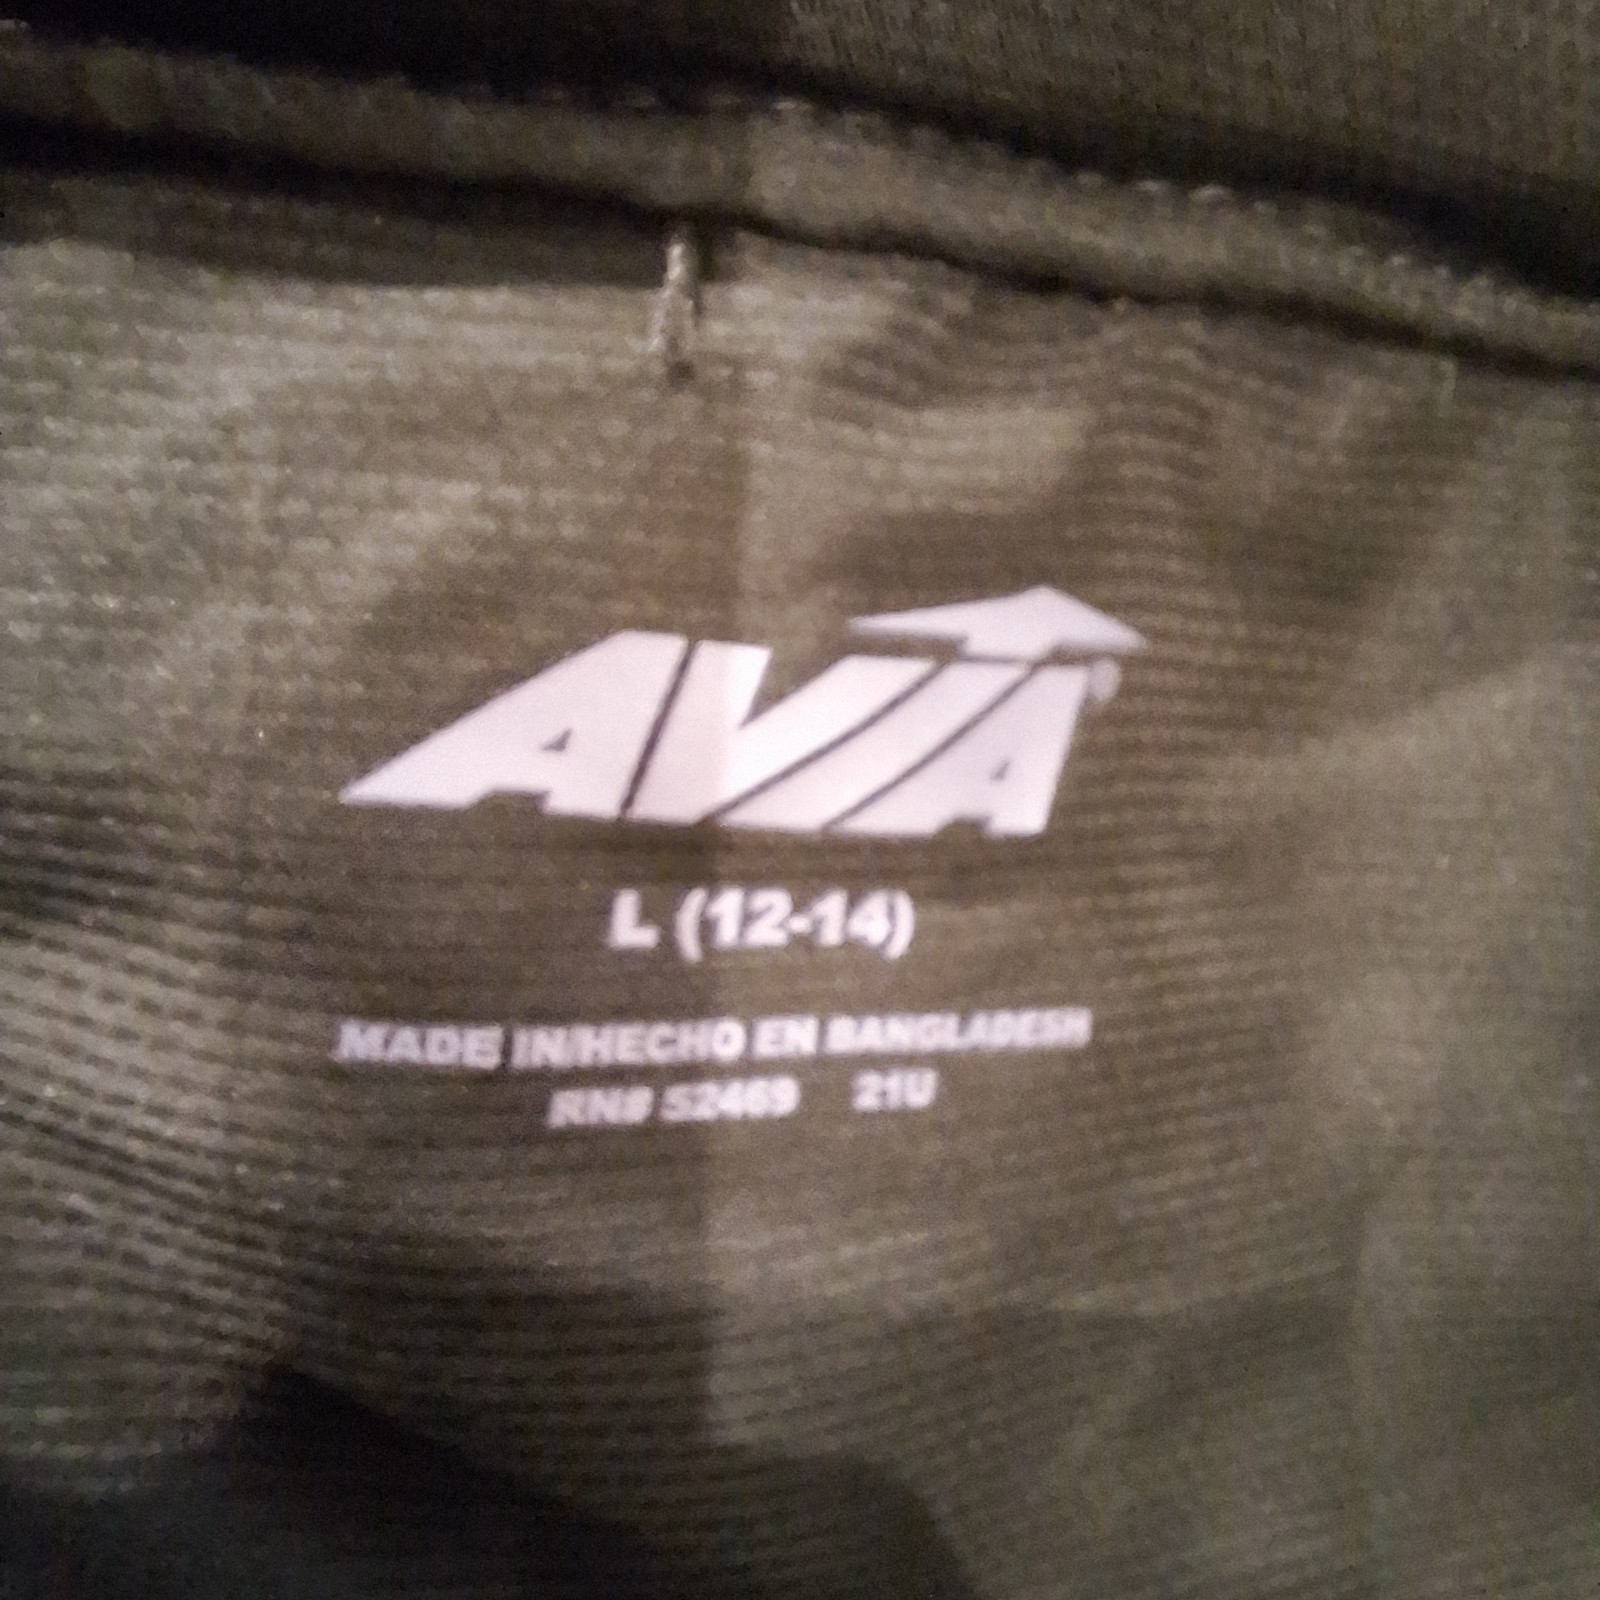 AVIA
L (12-14)
MADE IN/HECHO EN BANGLADESH
RN# 52469 21U